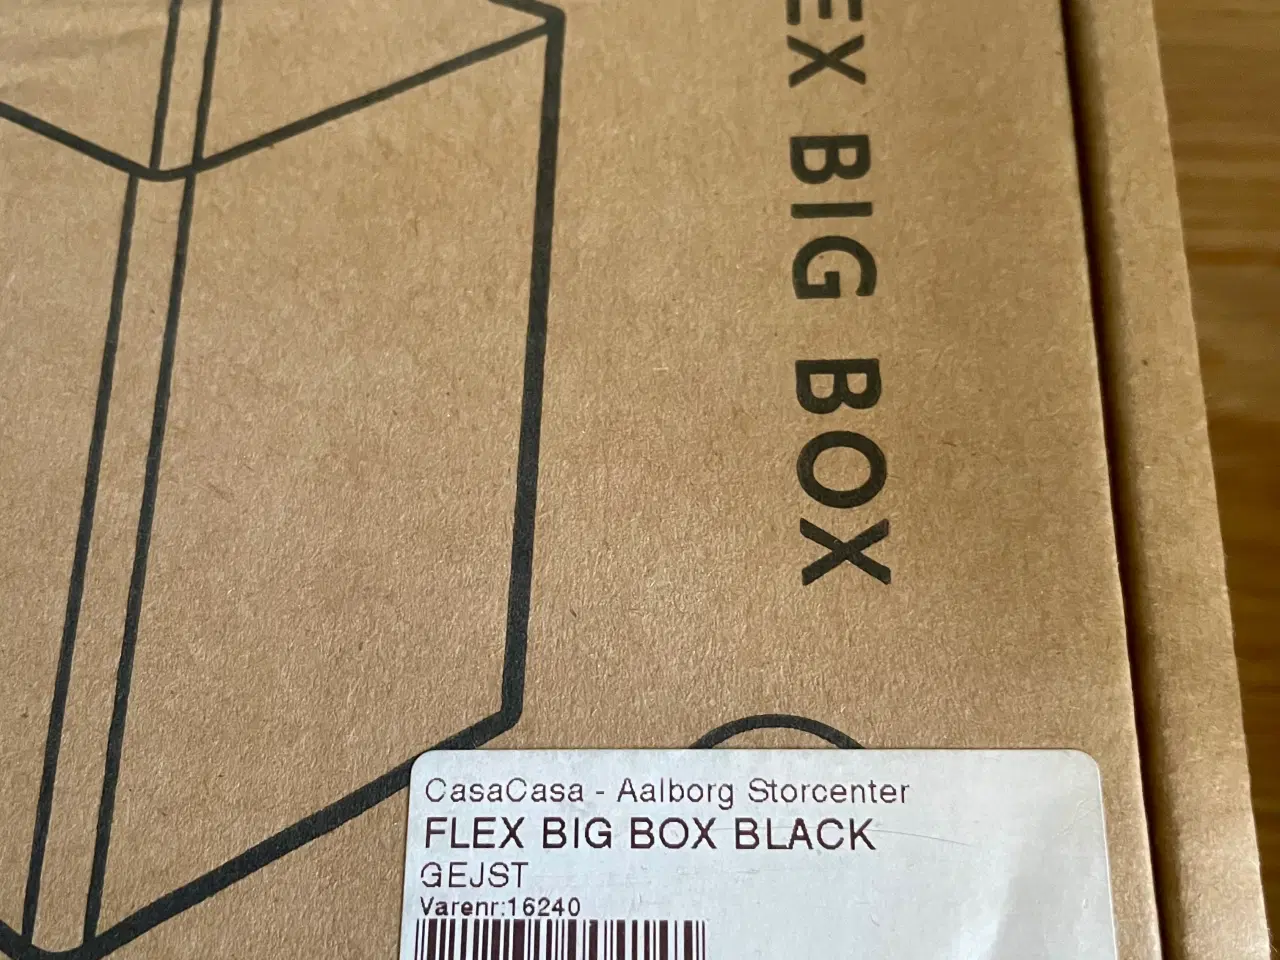 EX BIG BOX
CasaCasa - Aalborg Storcenter
FLEX BIG BOX BLACK
GEJST
Varenr:16240